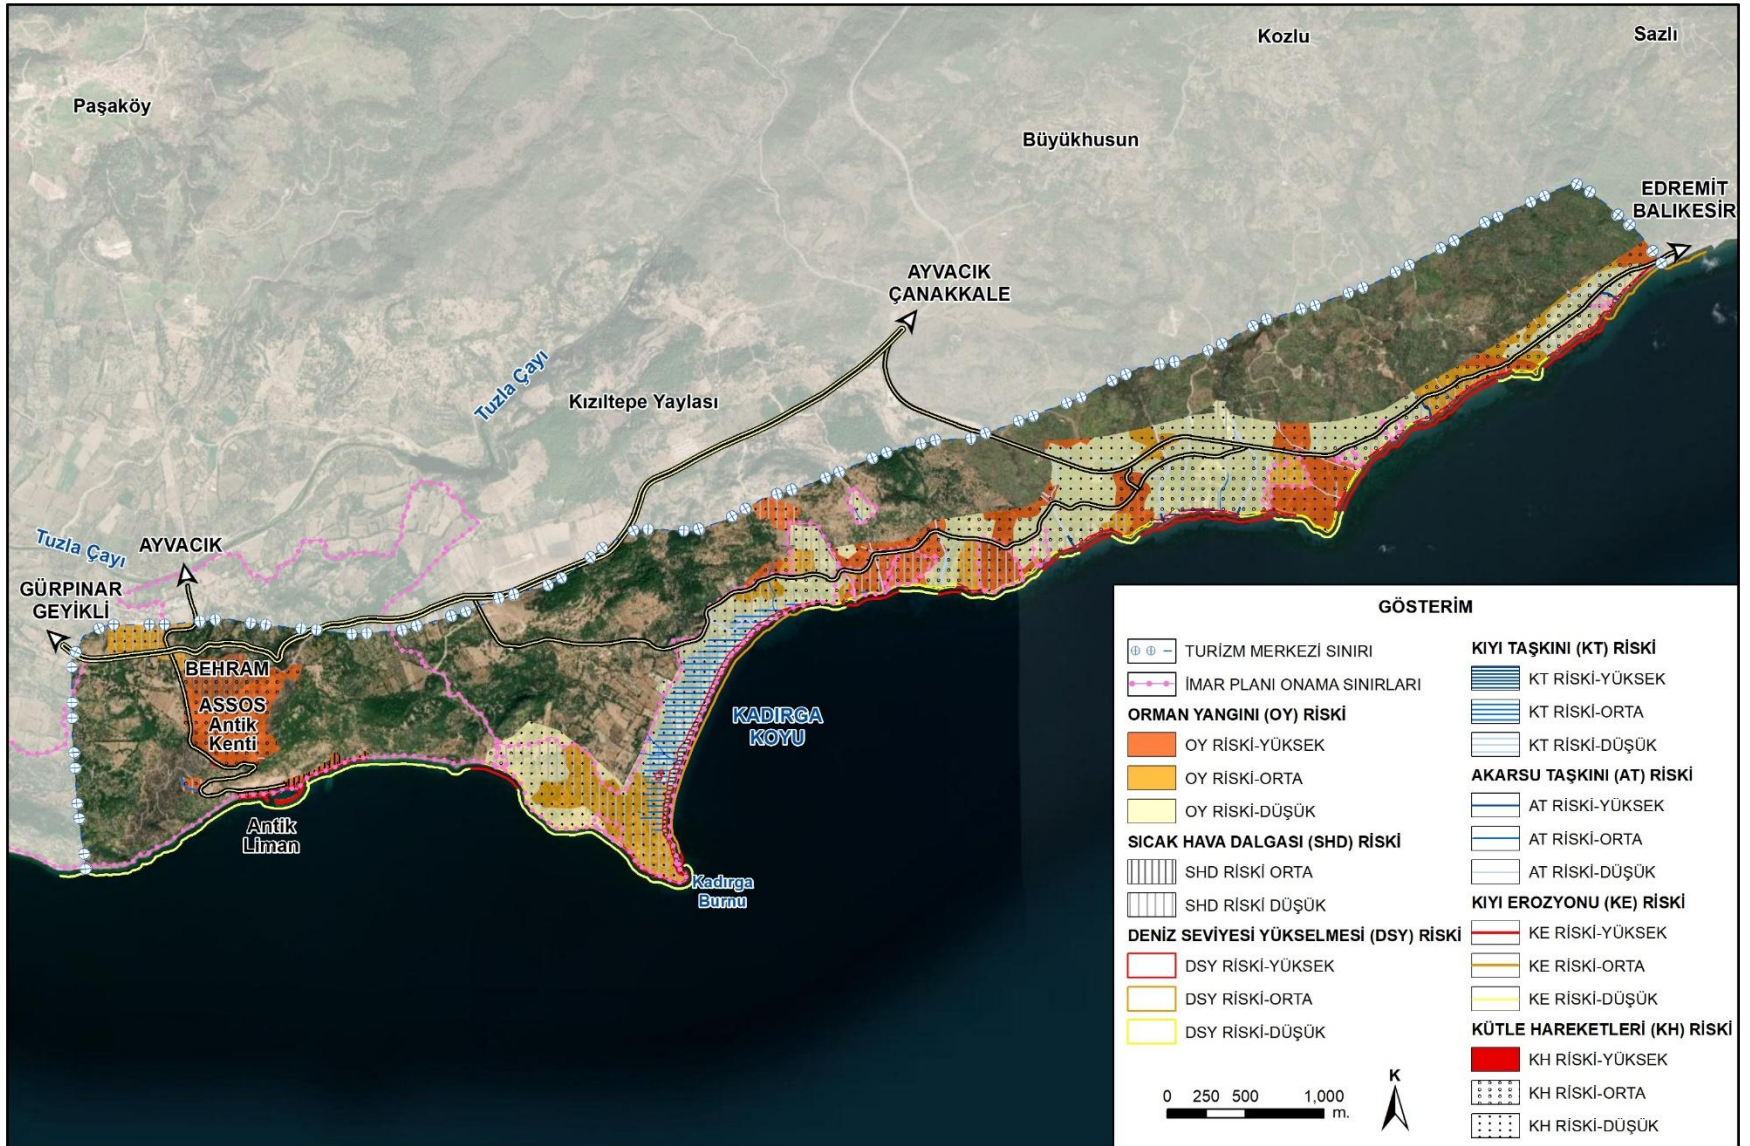 Kozlu
Sazlı
Paşaköy
Büyükhusun
EDREMİT
BALIKESİR
AYVACIK
ÇANAKKALE
Tuzla Çayı
Kızıltepe Yaylası
Tuzla Çayı
AYVACIK
GÜRPINAR
GEYİKLİ
BEHRAM
ASSOS
Antik
Kenti
KADIRGA
KOYU
Antik
Liman
Kadırga
Burnu
GÖSTERİM
TURİZM MERKEZİ SINIRI
İMAR PLANI ONAMA SINIRLARI
ORMAN YANGINI (OY) RİSKİ
OY RİSKİ-YÜKSEK
OY RİSKİ-ORTA
OY RİSKİ-DÜŞÜK
SICAK HAVA DALGASI (SHD) RİSKİ
SHD RİSKİ ORTA
SHD RİSKİ DÜŞÜK
DENİZ SEVİYESİ YÜKSELMESİ (DSY) RİSKİ
DSY RİSKİ-YÜKSEK
DSY RİSKİ-ORTA
DSY RİSKİ-DÜŞÜK
0 250 500 1,000
m.
K
KIYI TAŞKINI (KT) RİSKİ
KT RİSKİ-YÜKSEK
KT RİSKİ-ORTA
KT RİSKİ-DÜŞÜK
AKARSU TAŞKINI (AT) RİSKİ
AT RİSKİ-YÜKSEK
AT RİSKİ-ORTA
AT RİSKİ-DÜŞÜK
KIYI EROZYONU (KE) RİSKİ
KE RİSKİ-YÜKSEK
KE RİSKİ-ORTA
KE RİSKİ-DÜŞÜK
KÜTLE HAREKETLERİ (KH) RİSKİ
KH RİSKİ-YÜKSEK
KH RİSKİ-ORTA
KH RİSKİ-DÜŞÜK